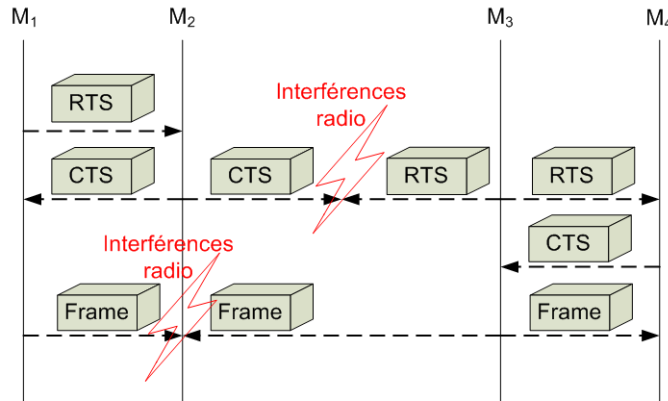 M1
M2
M3
M4
RTS
Interférences
radio
CTS
CTS
RTS
RTS
Interférences
radio
CTS
Frame
Frame
Frame